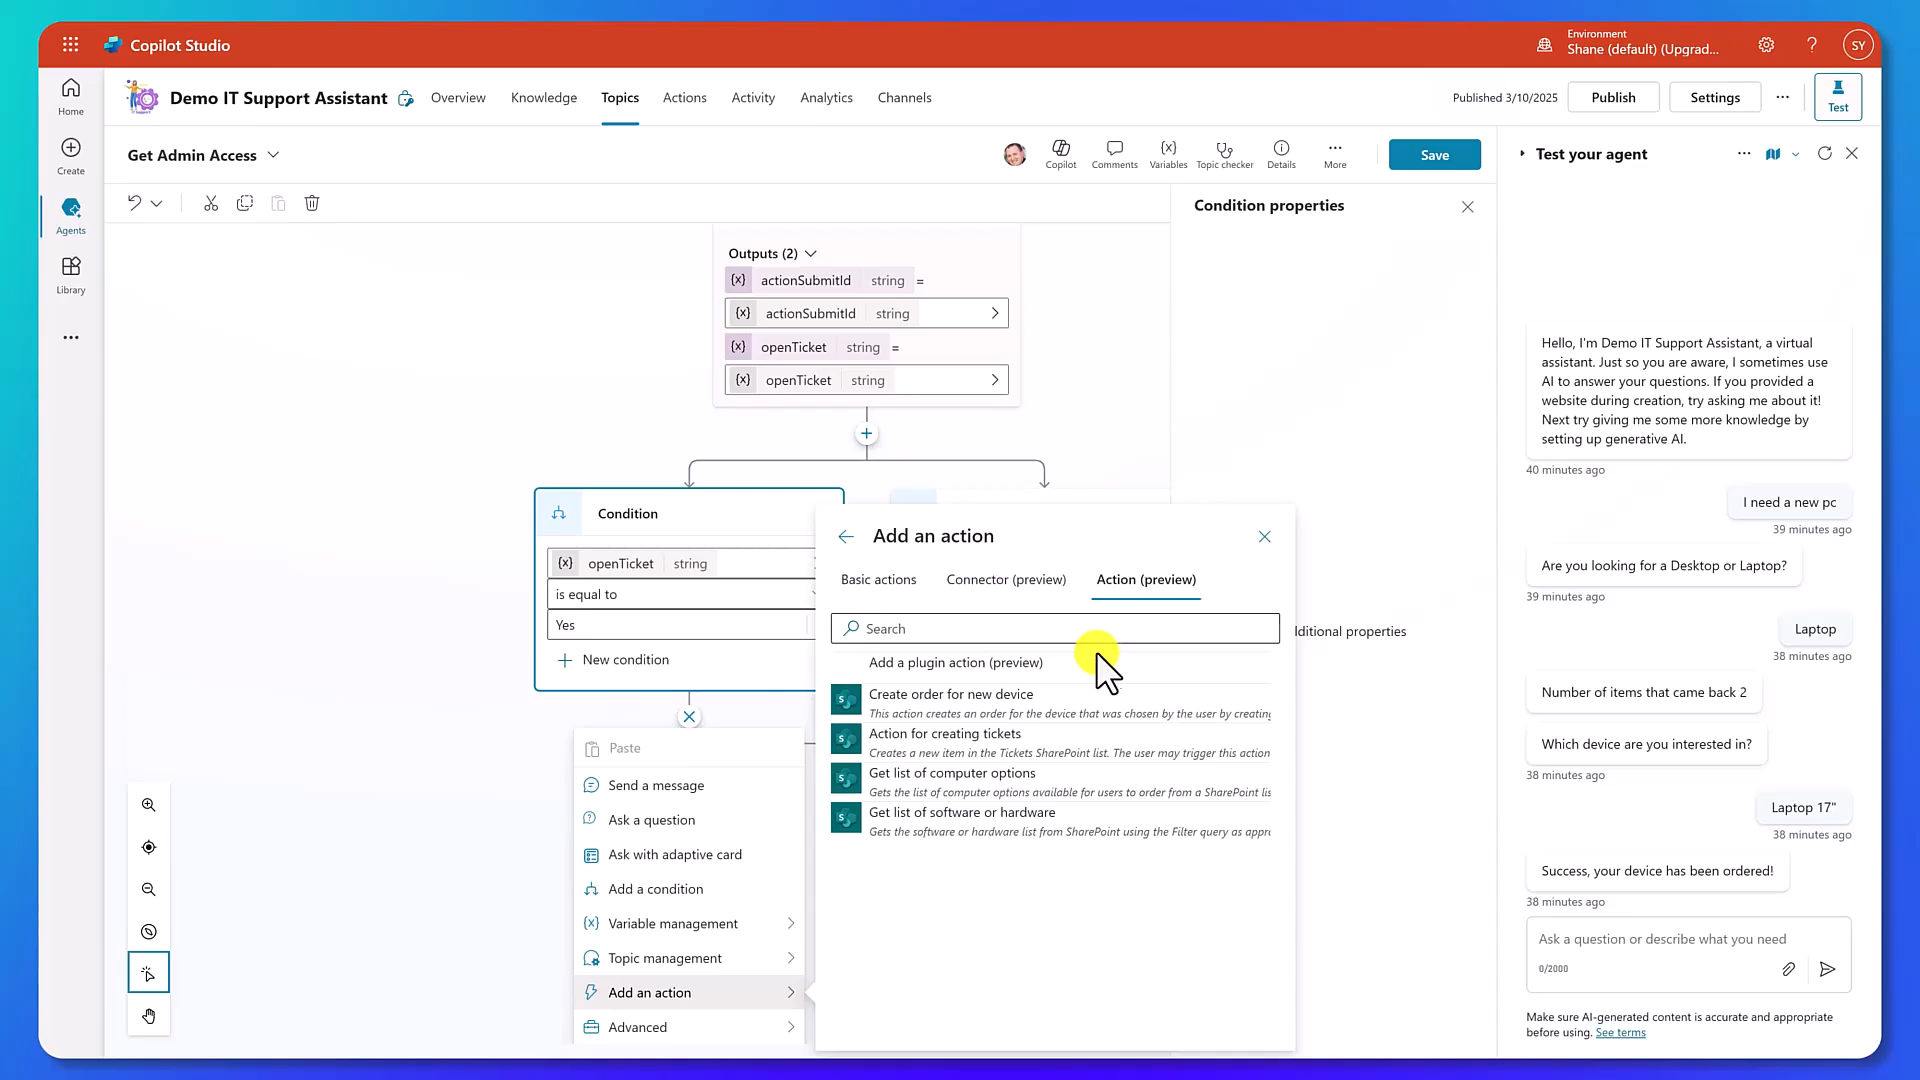 Copilot Studio
Environment
Shane (default) (Upgrad...
SY
Home
Create
Agents
Library
Demo IT Support Assistant
Overview
Knowledge
Topics
Actions
Activity
Analytics
Channels
Published 3/10/2025
Publish
Settings
Test
Get Admin Access
Copilot
Comments
Variables
Topic checker
Details
More
Save
Condition properties
Outputs (2)
{x} actionSubmitId string =
{x} actionSubmitId string
{x} openTicket string =
{x} openTicket string
Condition
{x} openTicket string
is equal to
Yes
New condition
Paste
Send a message
Ask a question
Ask with adaptive card
Add a condition
{x} Variable management
Topic management
Add an action
Advanced
Add an action
Basic actions
Connector (preview)
Action (preview)
Search
Add a plugin action (preview)
Create order for new device
This action creates an order for the device that was chosen by the user by creating
Action for creating tickets
Creates a new item in the Tickets SharePoint list. The user may trigger this action
Get list of computer options
Gets the list of computer options available for users to order from a SharePoint lis
Get list of software or hardware
Gets the software or hardware list from SharePoint using the Filter query as appro
dditional properties
Test your agent
Hello, I'm Demo IT Support Assistant, a virtual
assistant. Just so you are aware, I sometimes use
AI to answer your questions. If you provided a
website during creation, try asking me about it!
Next try giving me some more knowledge by
setting up generative AI.
40 minutes ago
I need a new pc
39 minutes ago
Are you looking for a Desktop or Laptop?
39 minutes ago
Laptop
38 minutes ago
Number of items that came back 2
Which device are you interested in?
38 minutes ago
Laptop 17"
38 minutes ago
Success, your device has been ordered!
38 minutes ago
Ask a question or describe what you need
0/2000
Make sure AI-generated content is accurate and appropriate
before using. See terms